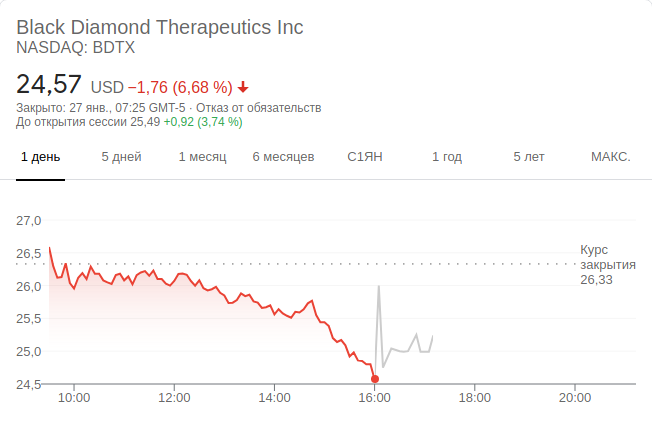 Black Diamond Therapeutics Inc
NASDAQ: BDTX
24,57 USD −1,76 (6,68 %)
Закрыто: 27 янв., 07:25 GMT-5 · Отказ от обязательств
До открытия сессии 25,49 +0,92 (3,74 %)
1 день 5 дней 1 месяц 6 месяцев С1ЯН 1 год 5 лет МАКС.
27,0
26,5
Курс
закрытия
26,33
26,0
25,5
25,0
24,5
10:00 12:00 14:00 16:00 18:00 20:00